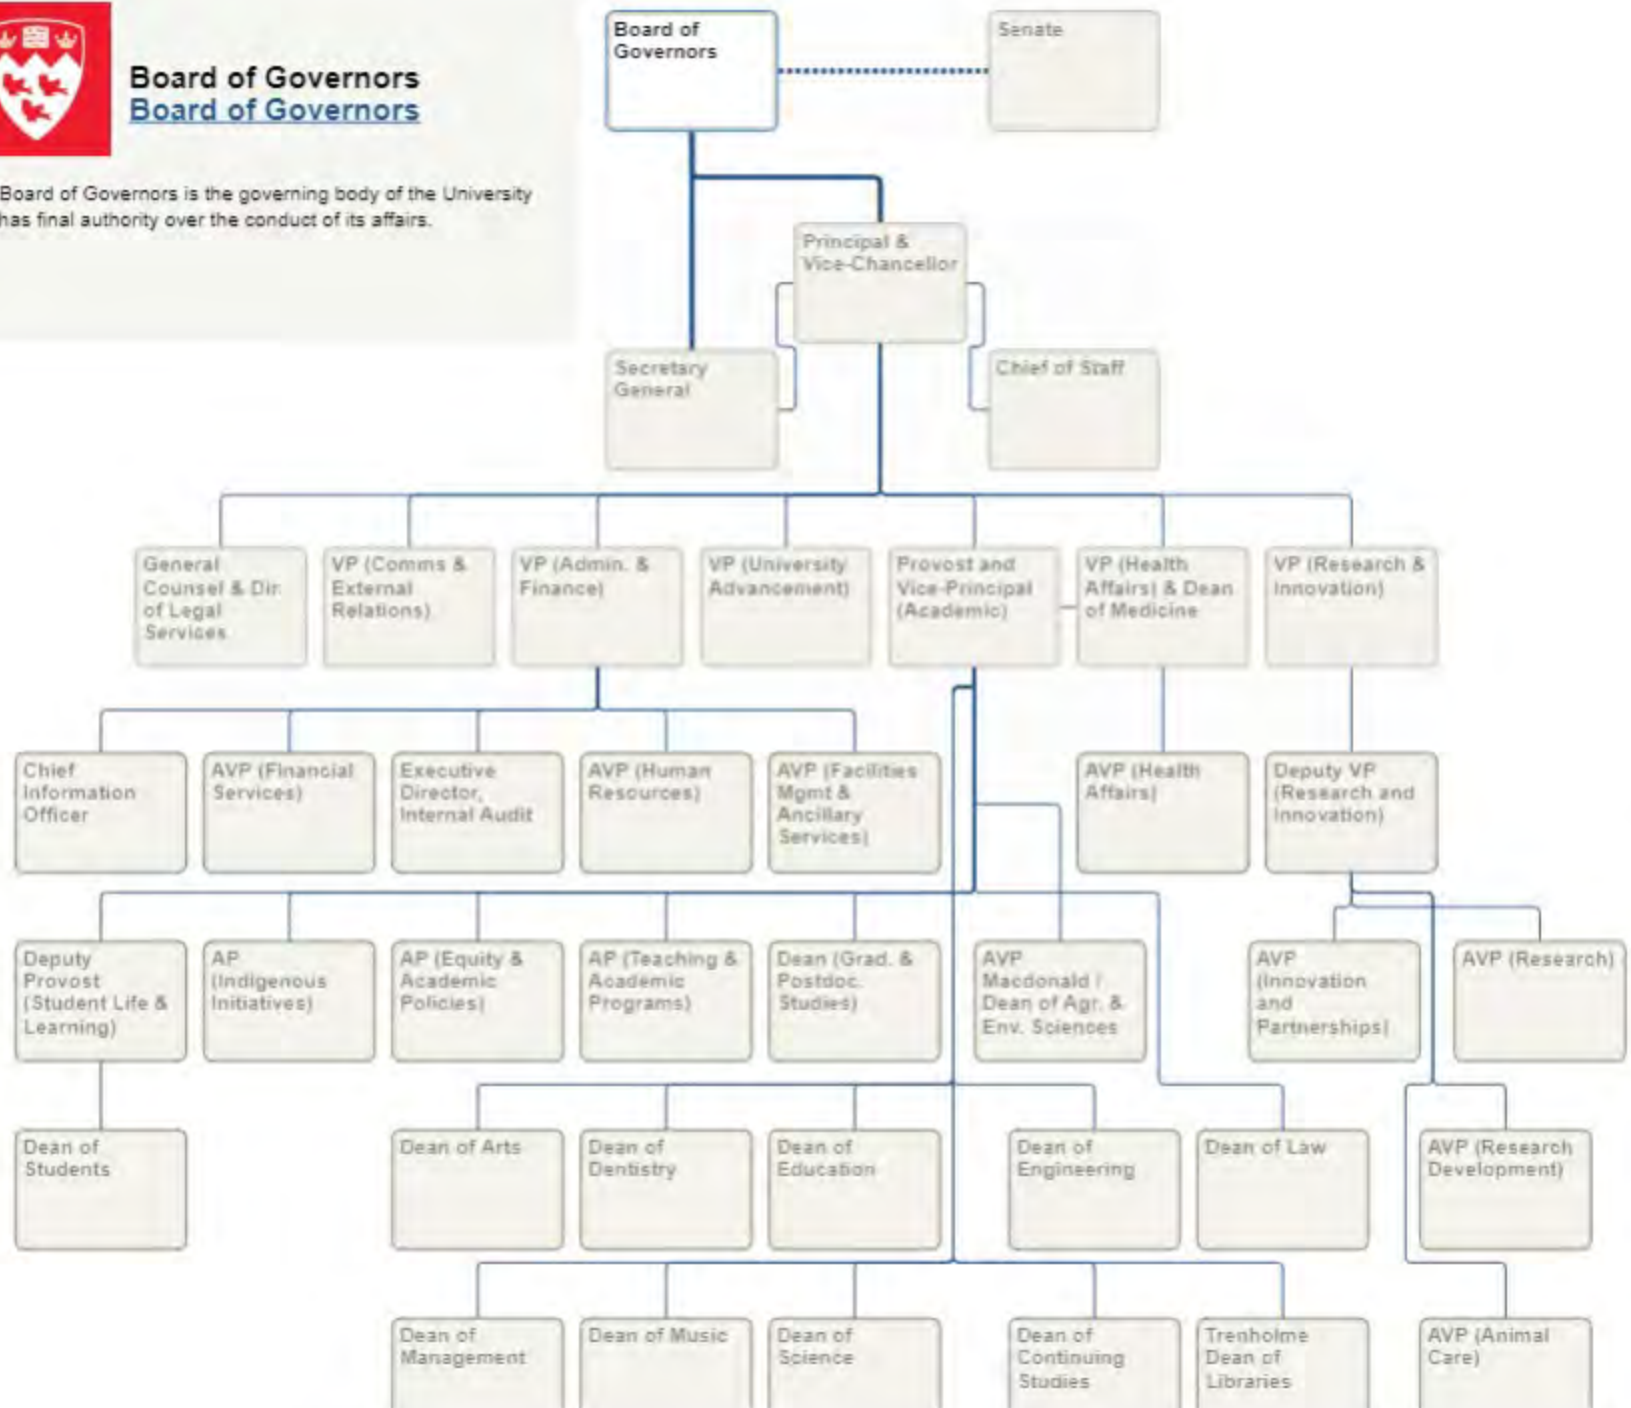 Board of Governors
Board of Governors
Board of Governors is the governing body of the University
has final authority over the conduct of its affairs.
Board of
Governors
Senate
Principal &
Vice-Chancellor
Secretary
General
Chief of Staff
General
Counsel & Dir.
of Legal
Services
VP (Comms &
External
Relations)
VP (Admin. &
Finance)
VP (University
Advancement)
Provost and
Vice-Principal
(Academic)
VP (Health
Affairs) & Dean
of Medicine
VP (Research &
Innovation)
Chief
Information
Officer
AVP (Financial
Services)
Executive
Director,
Internal Audit
AVP (Human
Resources)
AVP (Facilities
Mgmt &
Ancillary
Services)
AVP (Health
Affairs)
Deputy VP
(Research and
Innovation)
Deputy
Provost
(Student Life &
Learning)
AP
(Indigenous
Initiatives)
AP (Equity &
Academic
Policies)
AP (Teaching &
Academic
Programs)
Dean (Grad. &
Postdoc.
Studies)
AVP
Macdonald /
Dean of Agr. &
Env. Sciences
AVP
(Innovation
and
Partnerships)
AVP (Research)
Dean of
Students
Dean of Arts
Dean of
Dentistry
Dean of
Education
Dean of
Engineering
Dean of Law
AVP (Research
Development)
Dean of
Management
Dean of Music
Dean of
Science
Dean of
Continuing
Studies
Trenholme
Dean of
Libraries
AVP (Animal
Care)